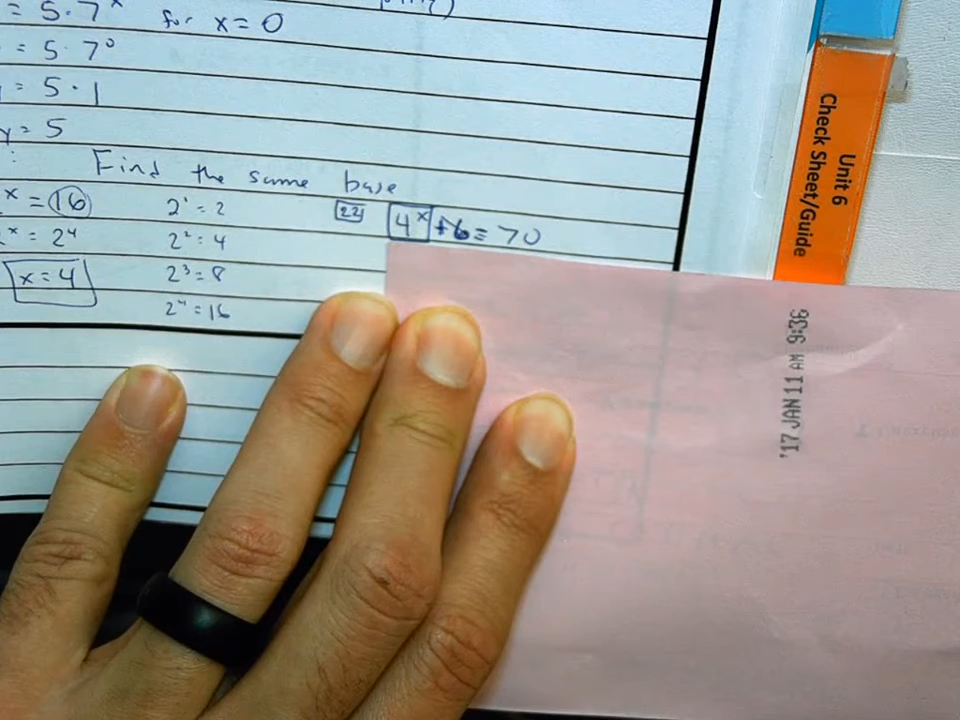 = 5·7ˣ for x = 0
= 5·7⁰
= 5·1
y = 5
Find the same base
ˣ = 16
2¹ = 2
22 4ˣ + 6 = 70
ˣ = 2⁴
2² = 4
x = 4
2³ = 8
2⁴ = 16
Unit 6
Check Sheet/Guide
'17 JAN 11 AM 9:36